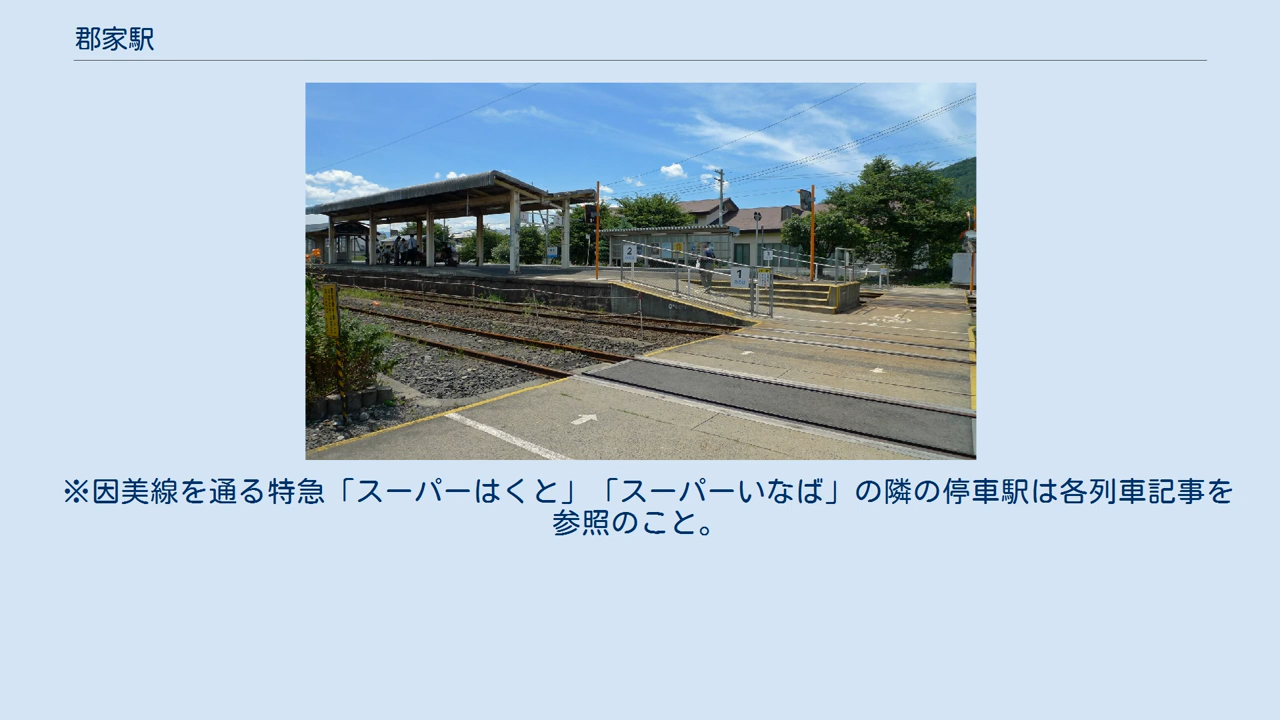 郡家駅
2
1
※因美線を通る特急「スーパーはくと」「スーパーいなば」の隣の停車駅は各列車記事を
参照のこと。